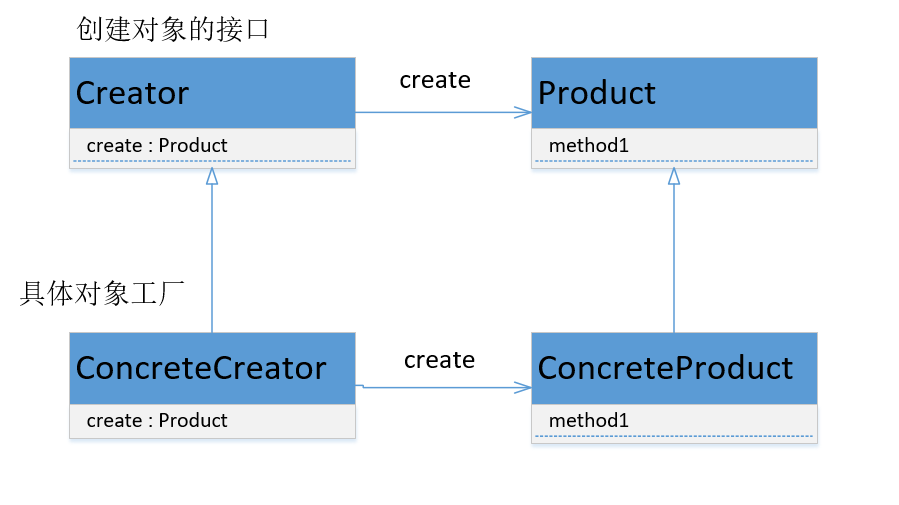 创建对象的接口
Creator
create : Product
create
Product
method1
具体对象工厂
ConcreteCreator
create : Product
create
ConcreteProduct
method1